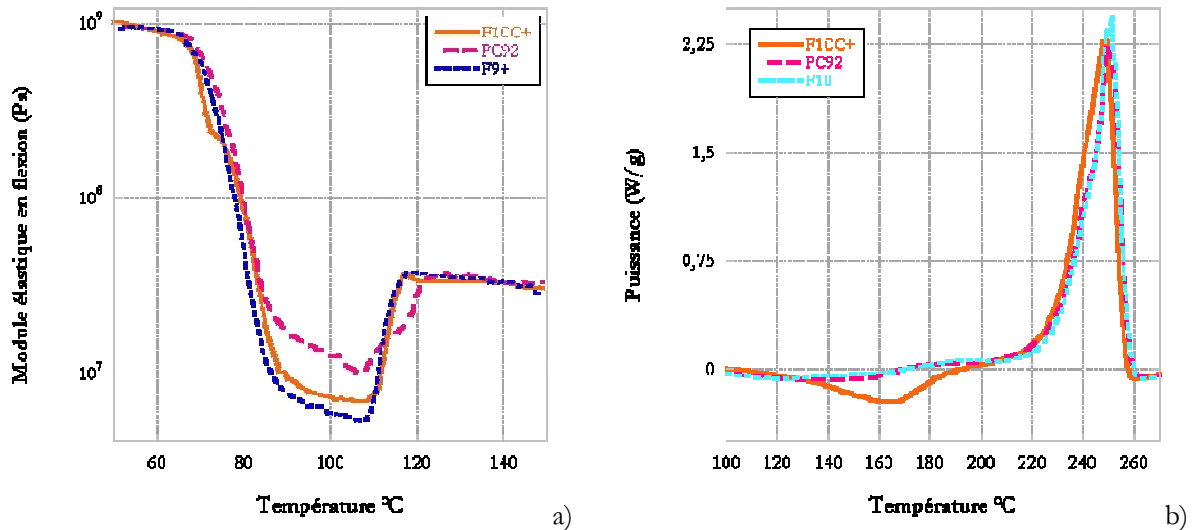 Module élastique en flexion (Pa)
10⁹
10⁸
10⁷
F1CC+
PC92
F9+
60 80 100 120 140
Température °C
a)
Puissance (W/g)
2,25
1,5
0,75
0
F1CC+
PC92
F10
100 120 140 160 180 200 220 240 260
Température °C
b)